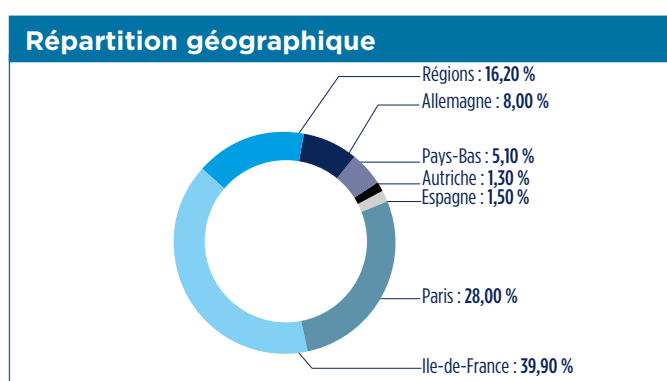 Répartition géographique
Régions : 16,20 %
Allemagne : 8,00 %
Pays-Bas : 5,10 %
Autriche : 1,30 %
Espagne : 1,50 %
Paris : 28,00 %
Ile-de-France : 39,90 %